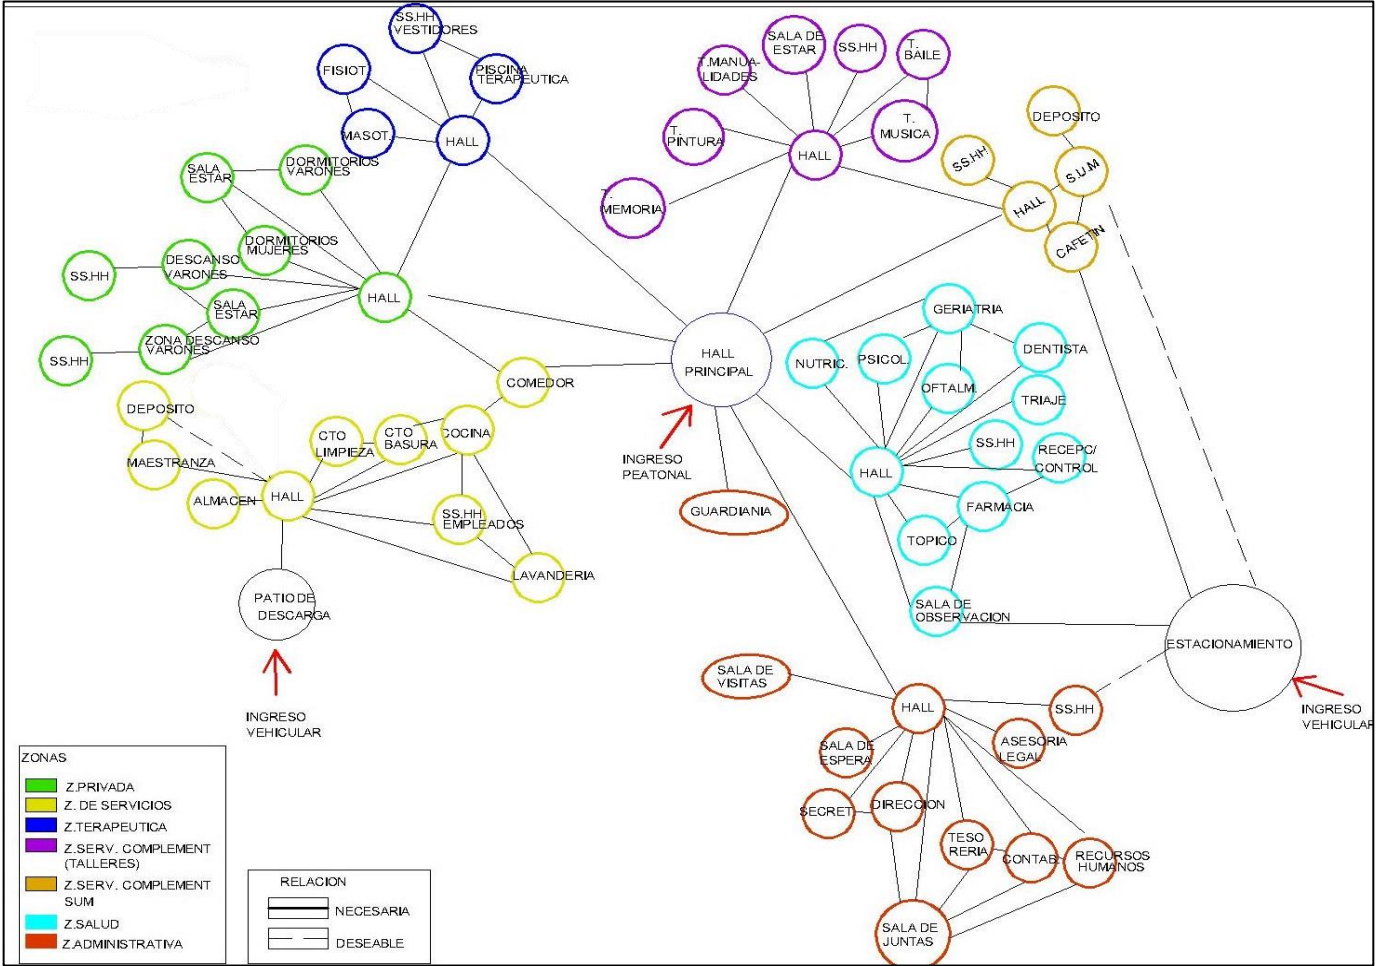 SS.HH
VESTIDORES
FISIOT.
PISCINA
TERAPEUTICA
MASOT.
HALL
SALA
ESTAR
DORMITORIOS
VARONES
DORMITORIOS
MUJERES
SS.HH
DESCANSO
VARONES
SALA
ESTAR
HALL
SS.HH
ZONA DESCANSO
VARONES
T.MANUA-
LIDADES
SALA DE
ESTAR
SS.HH
T.
BAILE
T.
PINTURA
HALL
T.
MUSICA
T.
MEMORIA
DEPOSITO
SS.HH
S.U.M
HALL
CAFETIN
HALL
PRINCIPAL
INGRESO
PEATONAL
GUARDIANIA
COMEDOR
DEPOSITO
MAESTRANZA
CTO
LIMPIEZA
CTO
BASURA
COCINA
ALMACEN
HALL
SS.HH
EMPLEADOS
LAVANDERIA
PATIO DE
DESCARGA
INGRESO
VEHICULAR
GERIATRIA
NUTRIC.
PSICOL.
DENTISTA
OFTALM.
TRIAJE
SS.HH
RECEPC/
CONTROL
HALL
FARMACIA
TOPICO
SALA DE
OBSERVACION
ESTACIONAMIENTO
INGRESO
VEHICULAR
SALA DE
VISITAS
HALL
SS.HH
SALA DE
ESPERA
ASESORIA
LEGAL
SECRET.
DIRECCION
TESO
RERIA
CONTAB.
RECURSOS
HUMANOS
SALA DE
JUNTAS
ZONAS
Z.PRIVADA
Z. DE SERVICIOS
Z.TERAPEUTICA
Z.SERV. COMPLEMENT
(TALLERES)
Z.SERV. COMPLEMENT
SUM
Z.SALUD
Z.ADMINISTRATIVA
RELACION
NECESARIA
DESEABLE